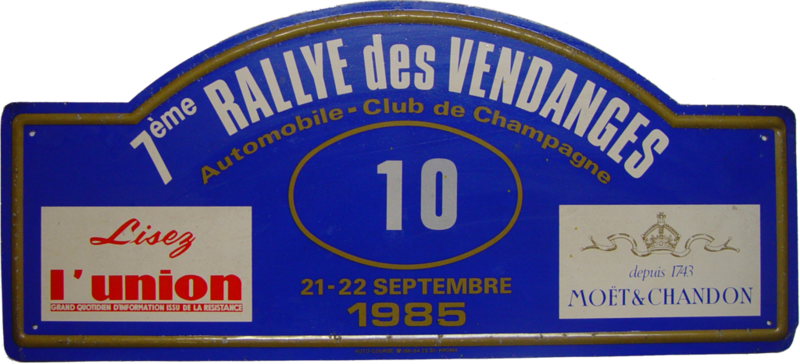 7ème RALLYE des VENDANGES
Automobile-Club de Champagne
10
Lisez
l'union
GRAND QUOTIDIEN D'INFORMATION ISSU DE LA RESISTANCE
21-22 SEPTEMBRE
1985
depuis 1743
MOËT&CHANDON